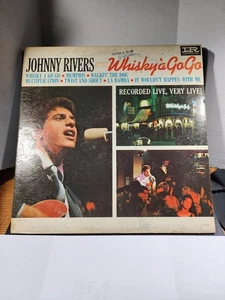 JOHNNY RIVERS
WHISKY A GO GO • MEMPHIS • WALKIN' THE DOG
MULTIPLICATION • TWIST AND SHOUT • LA BAMBA • IT WOULDN'T HAPPEN WITH ME
Whisky à Go Go
RECORDED LIVE, VERY LIVE!